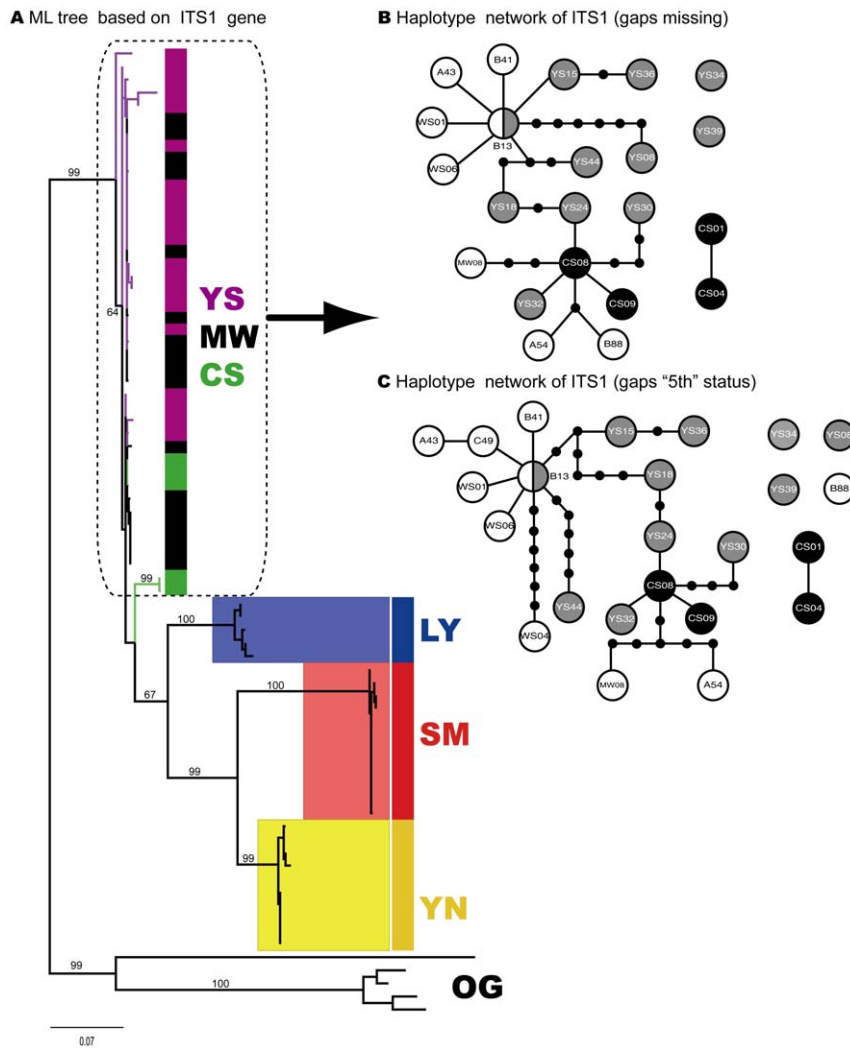 A ML tree based on ITS1 gene
99
64
YS
MW
CS
99
100
LY
67
100
SM
99
99
YN
99
100
OG
0.07
B Haplotype network of ITS1 (gaps missing)
A43
B41
YS15
YS36
YS34
WS01
B13
YS39
WS06
YS44
YS08
YS18
YS24
YS30
CS01
MW08
CS08
CS04
YS32
CS09
A54
B88
C Haplotype network of ITS1 (gaps "5th" status)
B41
A43
C49
YS15
YS36
YS34
YS08
WS01
B13
YS18
YS39
B88
WS06
YS24
YS30
CS01
CS08
YS44
YS32
CS09
CS04
WS04
MW08
A54